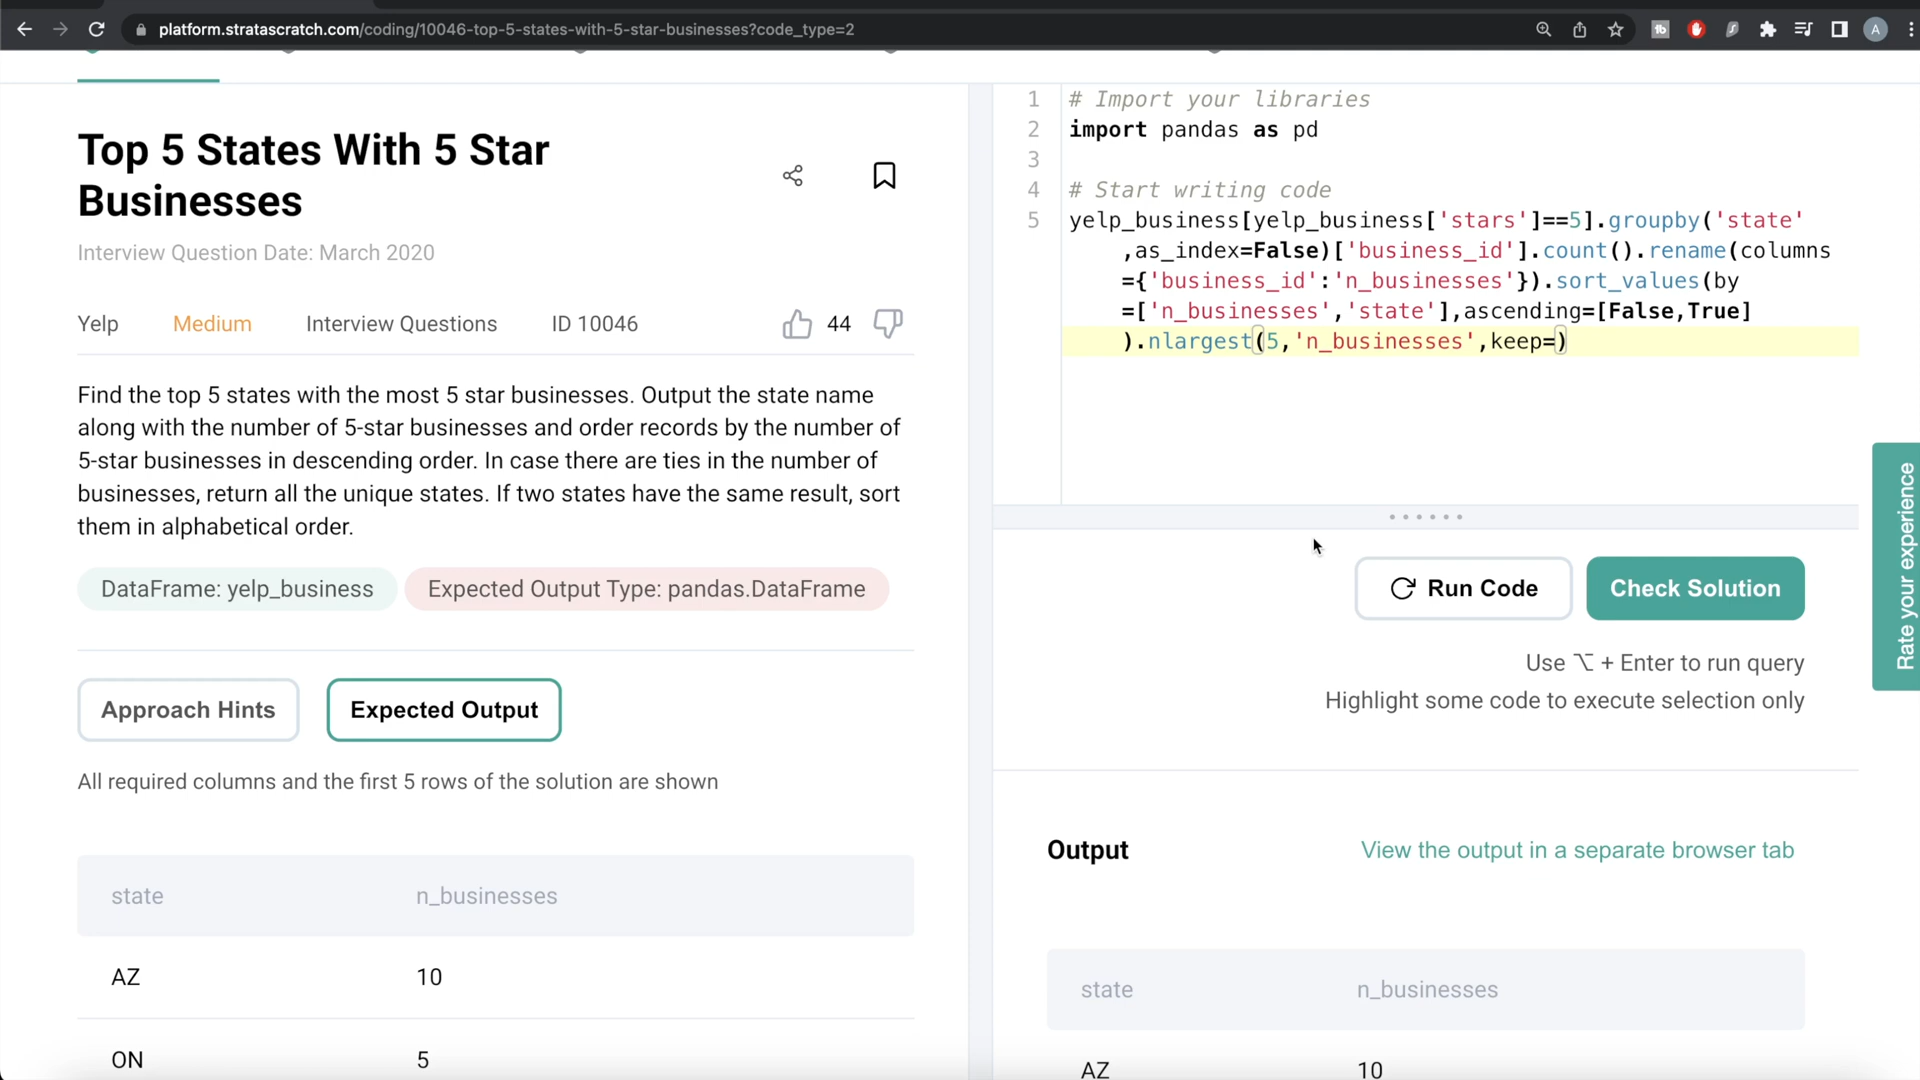 platform.stratascratch.com/coding/10046-top-5-states-with-5-star-businesses?code_type=2
A
Top 5 States With 5 Star
Businesses
Interview Question Date: March 2020
Yelp Medium Interview Questions ID 10046 44
Find the top 5 states with the most 5 star businesses. Output the state name
along with the number of 5-star businesses and order records by the number of
5-star businesses in descending order. In case there are ties in the number of
businesses, return all the unique states. If two states have the same result, sort
them in alphabetical order.
DataFrame: yelp_business Expected Output Type: pandas.DataFrame
Approach Hints Expected Output
All required columns and the first 5 rows of the solution are shown
state n_businesses
AZ 10
ON 5
1 # Import your libraries
2 import pandas as pd
3
4 # Start writing code
5 yelp_business[yelp_business['stars']==5].groupby('state'
,as_index=False)['business_id'].count().rename(columns
={'business_id':'n_businesses'}).sort_values(by
=['n_businesses','state'],ascending=[False,True]
).nlargest(5,'n_businesses',keep=)
Run Code Check Solution
Use ⌥ + Enter to run query
Highlight some code to execute selection only
Output View the output in a separate browser tab
state n_businesses
AZ 10
Rate your experience